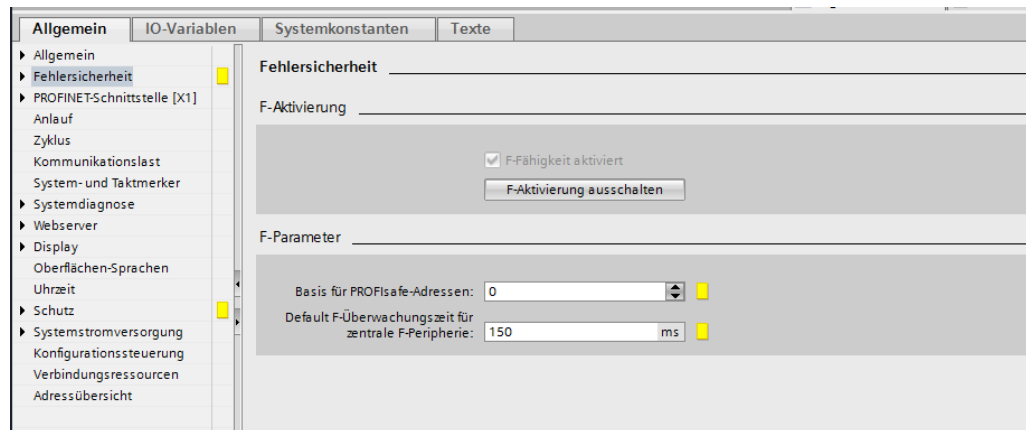 Allgemein
IO-Variablen
Systemkonstanten
Texte
Allgemein
Fehlersicherheit
PROFINET-Schnittstelle [X1]
Anlauf
Zyklus
Kommunikationslast
System- und Taktmerker
Systemdiagnose
Webserver
Display
Oberflächen-Sprachen
Uhrzeit
Schutz
Systemstromversorgung
Konfigurationssteuerung
Verbindungsressourcen
Adressübersicht
Fehlersicherheit
F-Aktivierung
F-Fähigkeit aktiviert
F-Aktivierung ausschalten
F-Parameter
Basis für PROFIsafe-Adressen: 0
Default F-Überwachungszeit für
zentrale F-Peripherie: 150 ms